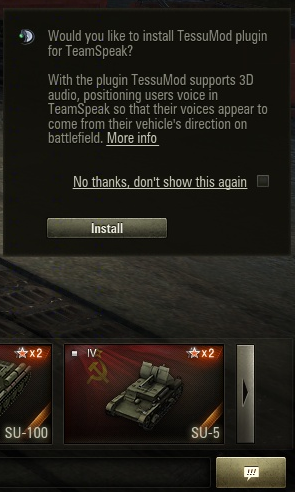 Would you like to install TessuMod plugin
for TeamSpeak?
With the plugin TessuMod supports 3D
audio, positioning users voice in
TeamSpeak so that their voices appear to
come from their vehicle's direction on
battlefield. More info
No thanks, don't show this again
Install
x2
IV
x2
SU-100
SU-5
!!!